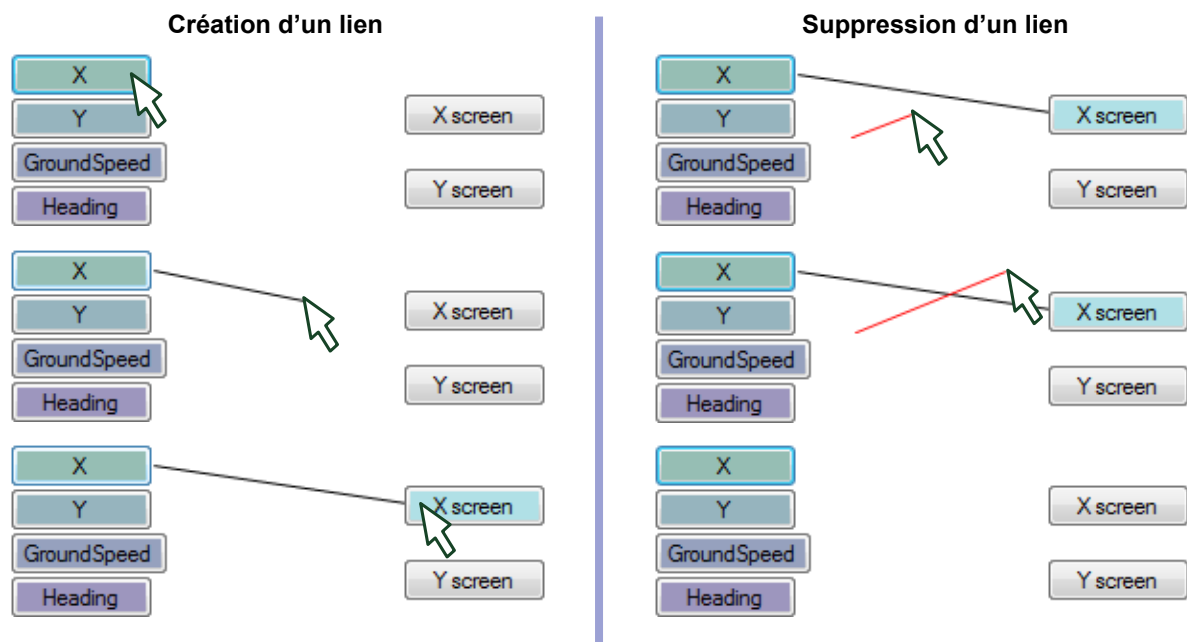 Création d’un lien
X
Y
GroundSpeed
Heading
X screen
Y screen
X
Y
GroundSpeed
Heading
X screen
Y screen
X
Y
GroundSpeed
Heading
X screen
Y screen
Suppression d’un lien
X
Y
GroundSpeed
Heading
X screen
Y screen
X
Y
GroundSpeed
Heading
X screen
Y screen
X
Y
GroundSpeed
Heading
X screen
Y screen